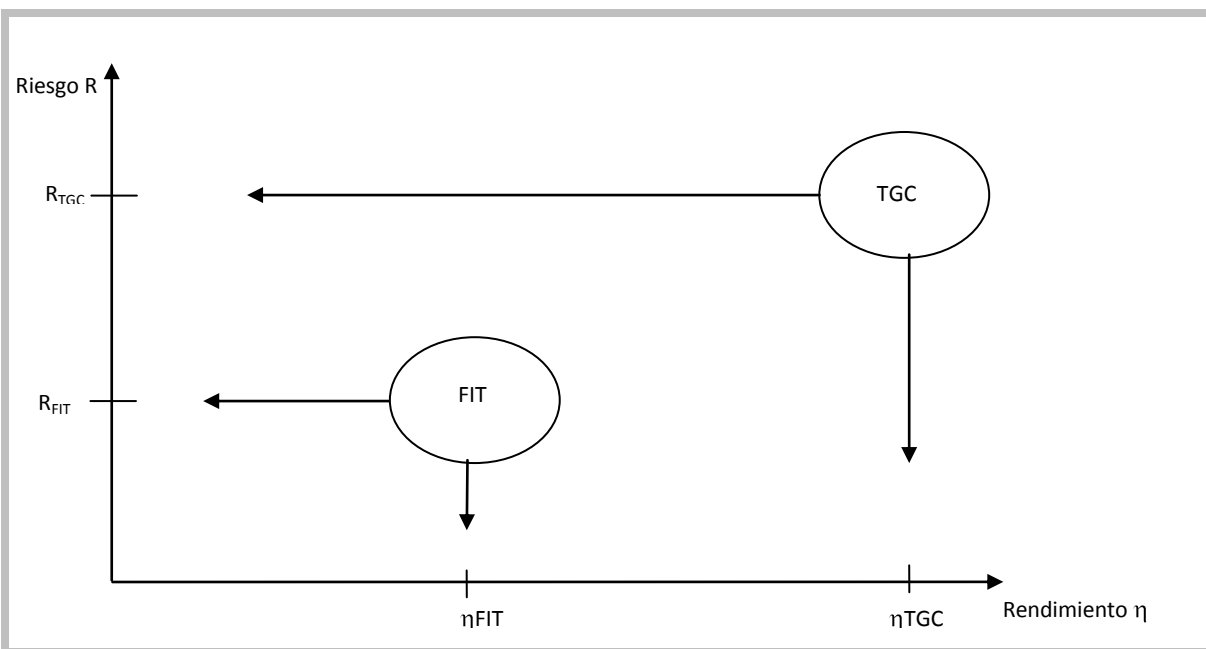 Riesgo R
R_TGC
TGC
R_FIT
FIT
ηFIT
ηTGC
Rendimiento η